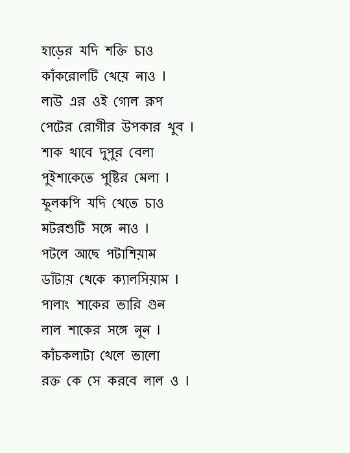 হাড়ের যদি শক্তি চাও
কাঁকরোলটি খেয়ে নাও ।
লাউ এর ওই গোল রূপ
পেটের রোগীর উপকার খুব ।
শাক খাবে দুপুর বেলা
পুইশাকেতে পুষ্টির মেলা ।
ফুলকপি যদি খেতে চাও
মটরশুটি সঙ্গে নাও ।
পটলে আছে পটাশিয়াম
ডাঁটায় থেকে ক্যালসিয়াম ।
পালাং শাকের ভারি গুন
লাল শাকের সঙ্গে নুন ।
কাঁচকলাটা খেলে ভালো
রক্ত কে সে করবে লাল ও ।